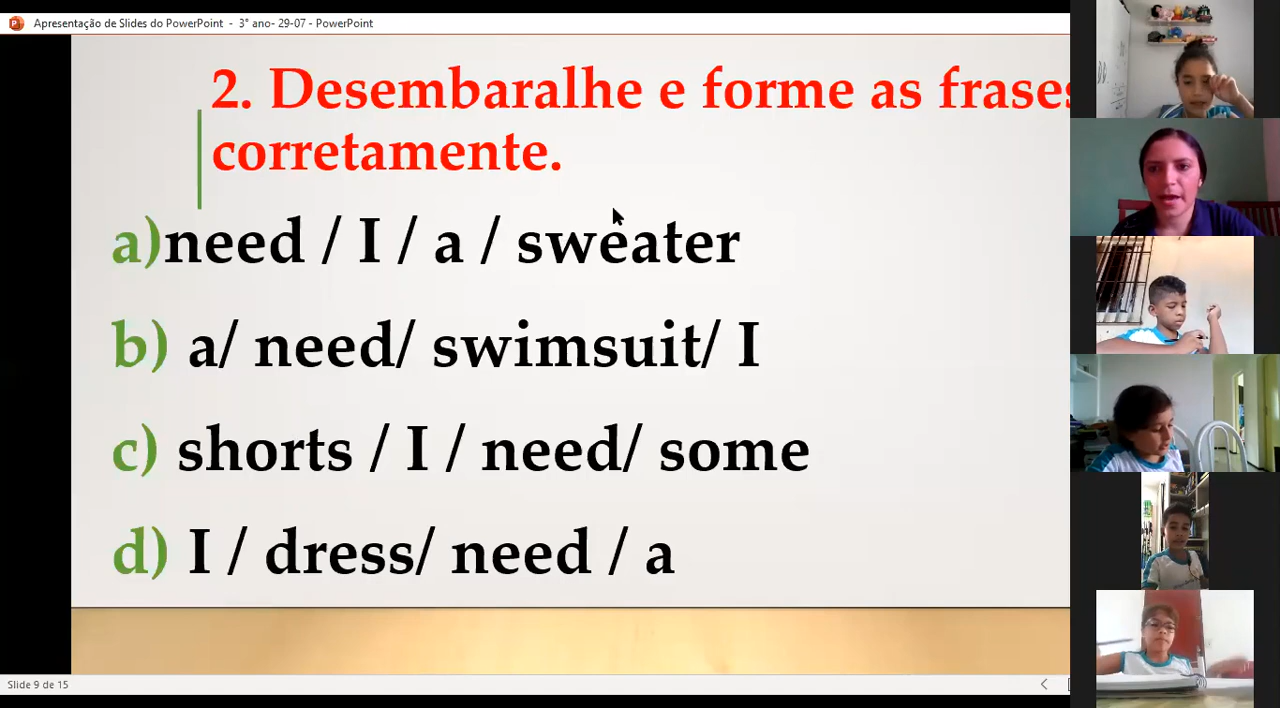 Apresentação de Slides do PowerPoint - 3° ano- 29-07 - PowerPoint
2. Desembaralhe e forme as frases
corretamente.
a)need / I / a / sweater
b) a/ need/ swimsuit/ I
c) shorts / I / need/ some
d) I / dress/ need / a
Slide 9 de 15